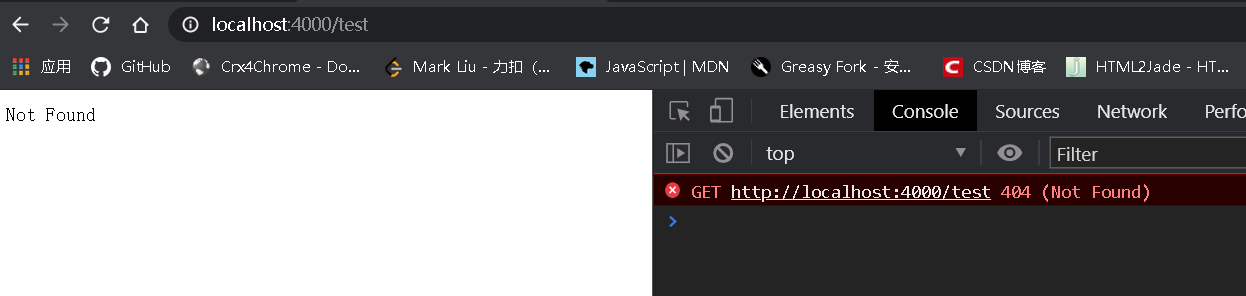 localhost:4000/test
应用 GitHub Crx4Chrome - Do... Mark Liu - 力扣（... JavaScript | MDN Greasy Fork - 安... CSDN博客 HTML2Jade - HT...
Not Found
Elements Console Sources Network Perfo
top Filter
GET http://localhost:4000/test 404 (Not Found)